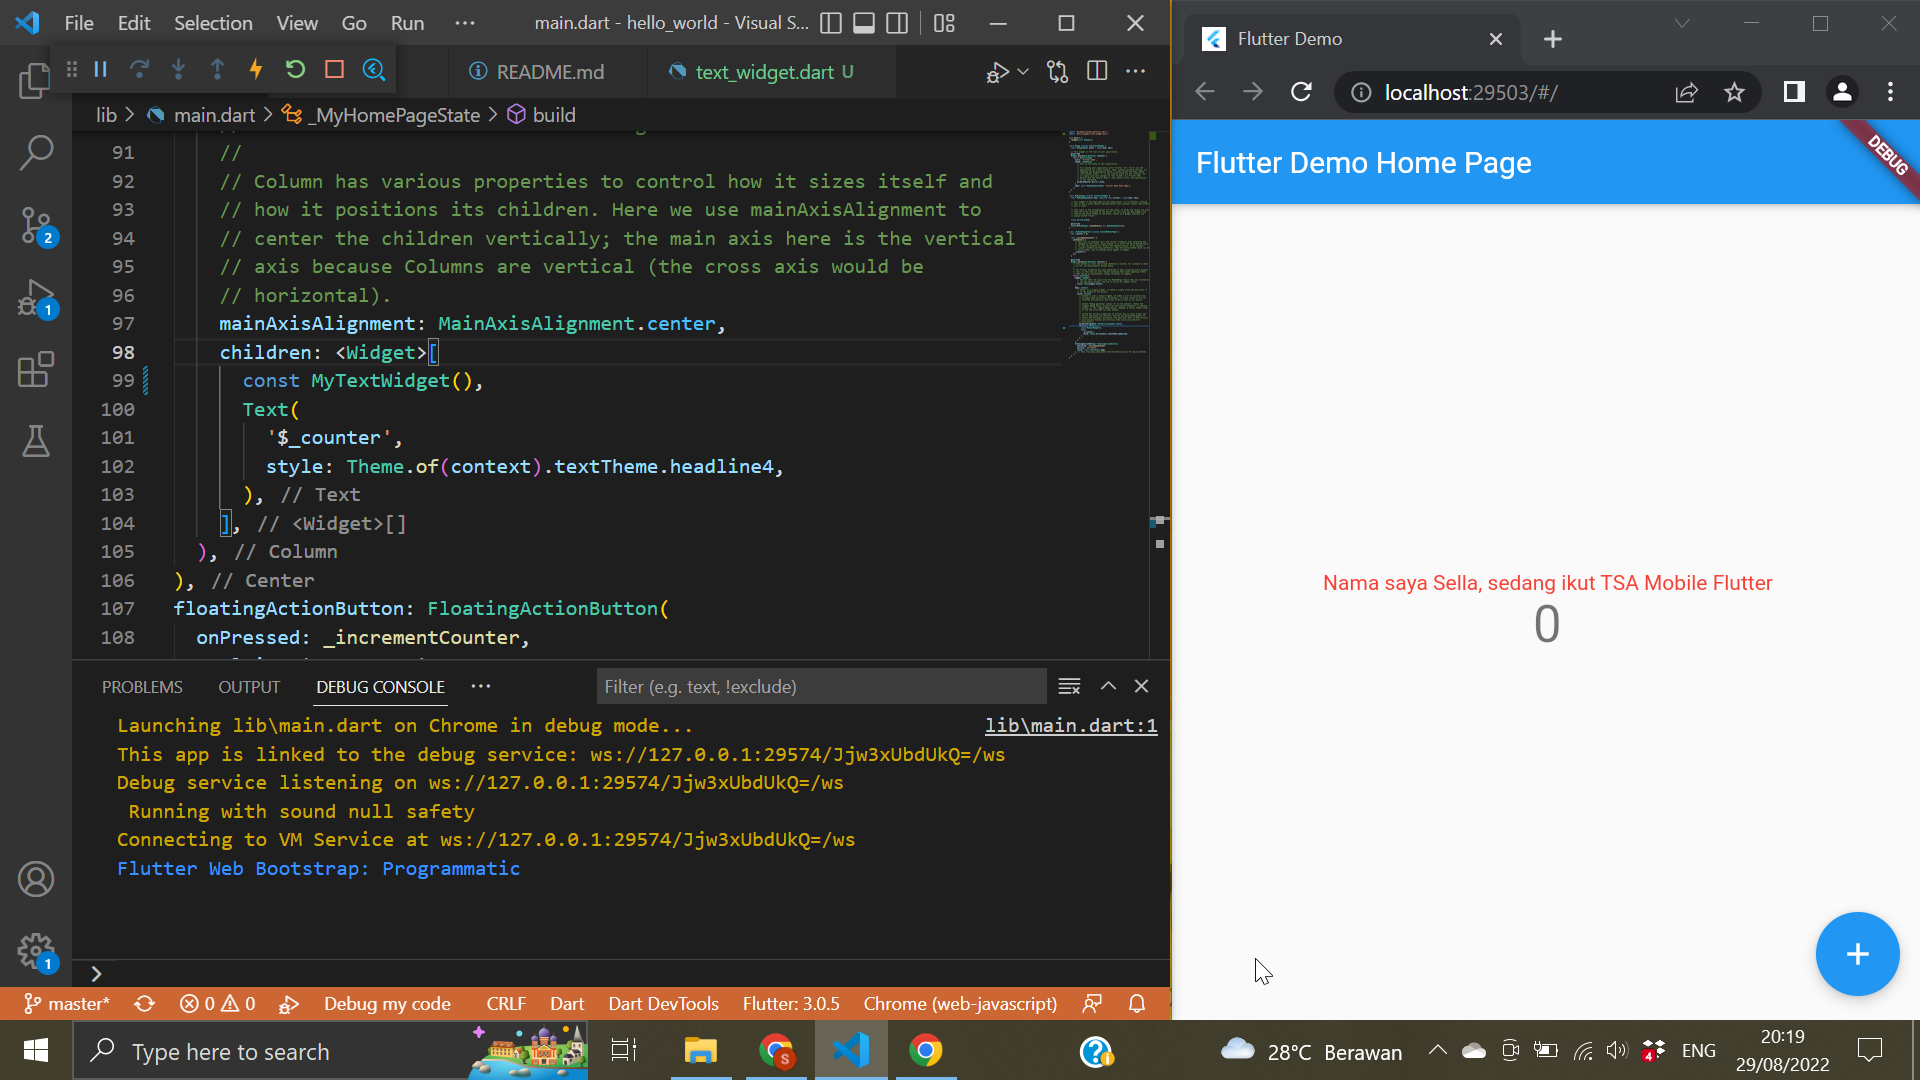 File Edit Selection View Go Run ··· main.dart - hello_world - Visual S...
README.md text_widget.dart U
lib > main.dart > _MyHomePageState > build
91 //
92 // Column has various properties to control how it sizes itself and
93 // how it positions its children. Here we use mainAxisAlignment to
94 // center the children vertically; the main axis here is the vertical
95 // axis because Columns are vertical (the cross axis would be
96 // horizontal).
97 mainAxisAlignment: MainAxisAlignment.center,
98 children: <Widget>[
99 const MyTextWidget(),
100 Text(
101 '$_counter',
102 style: Theme.of(context).textTheme.headline4,
103 ), // Text
104 ], // <Widget>[]
105 ), // Column
106 ), // Center
107 floatingActionButton: FloatingActionButton(
108 onPressed: _incrementCounter,
2
1
1
PROBLEMS OUTPUT DEBUG CONSOLE ··· Filter (e.g. text, !exclude)
Launching lib\main.dart on Chrome in debug mode... lib\main.dart:1
This app is linked to the debug service: ws://127.0.0.1:29574/Jjw3xUbdUkQ=/ws
Debug service listening on ws://127.0.0.1:29574/Jjw3xUbdUkQ=/ws
Running with sound null safety
Connecting to VM Service at ws://127.0.0.1:29574/Jjw3xUbdUkQ=/ws
Flutter Web Bootstrap: Programmatic
master* 0 0 Debug my code CRLF Dart Dart DevTools Flutter: 3.0.5 Chrome (web-javascript)
Flutter Demo
localhost:29503/#/
Flutter Demo Home Page
DEBUG
Nama saya Sella, sedang ikut TSA Mobile Flutter
0
+
Type here to search
S
28°C Berawan
4
ENG
20:19
29/08/2022